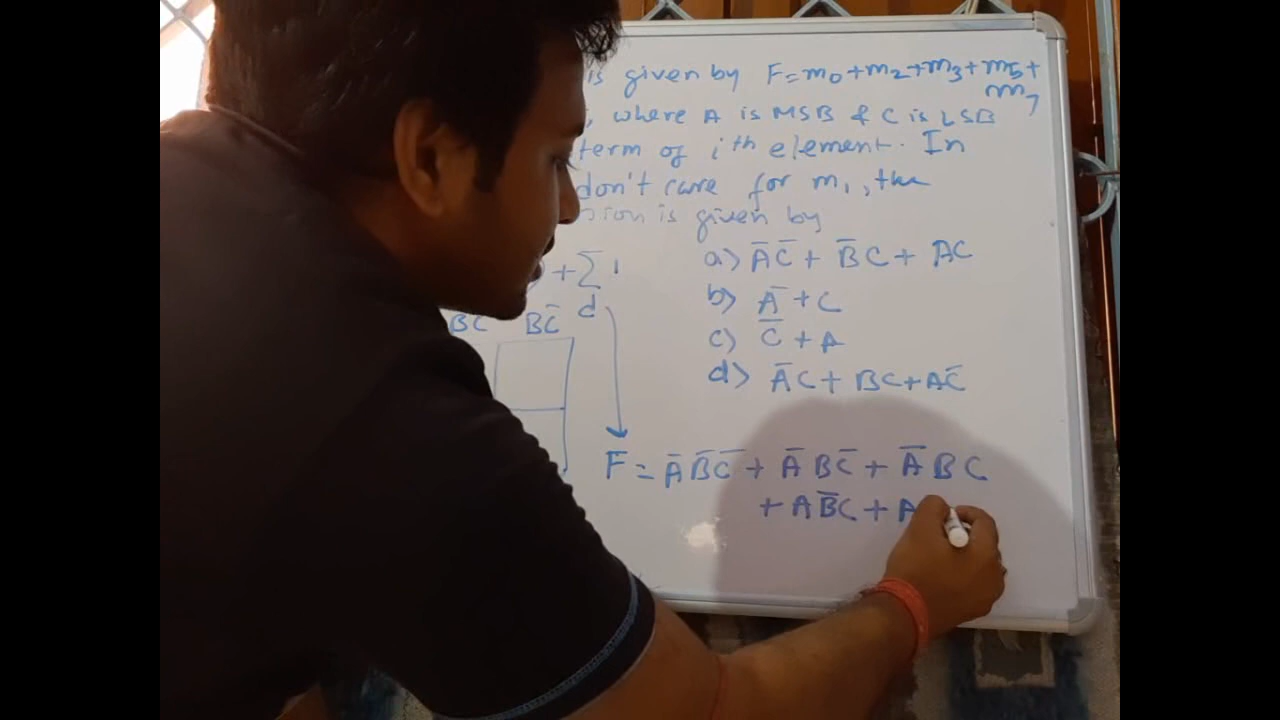 is given by F = m₀ + m₂ + m₃ + m₅ +
m₇
, where A is MSB & C is LSB
term of iᵗʰ element. In
don't care for m₁, the
sion is given by
a) A̅C̅ + B̅C + AC
+ ∑ 1
d
b) A̅ + C
BC BC̅
c) C̅ + A
d) A̅C + BC + AC̅
F = A̅B̅C̅ + A̅BC̅ + A̅BC
+ AB̅C + A